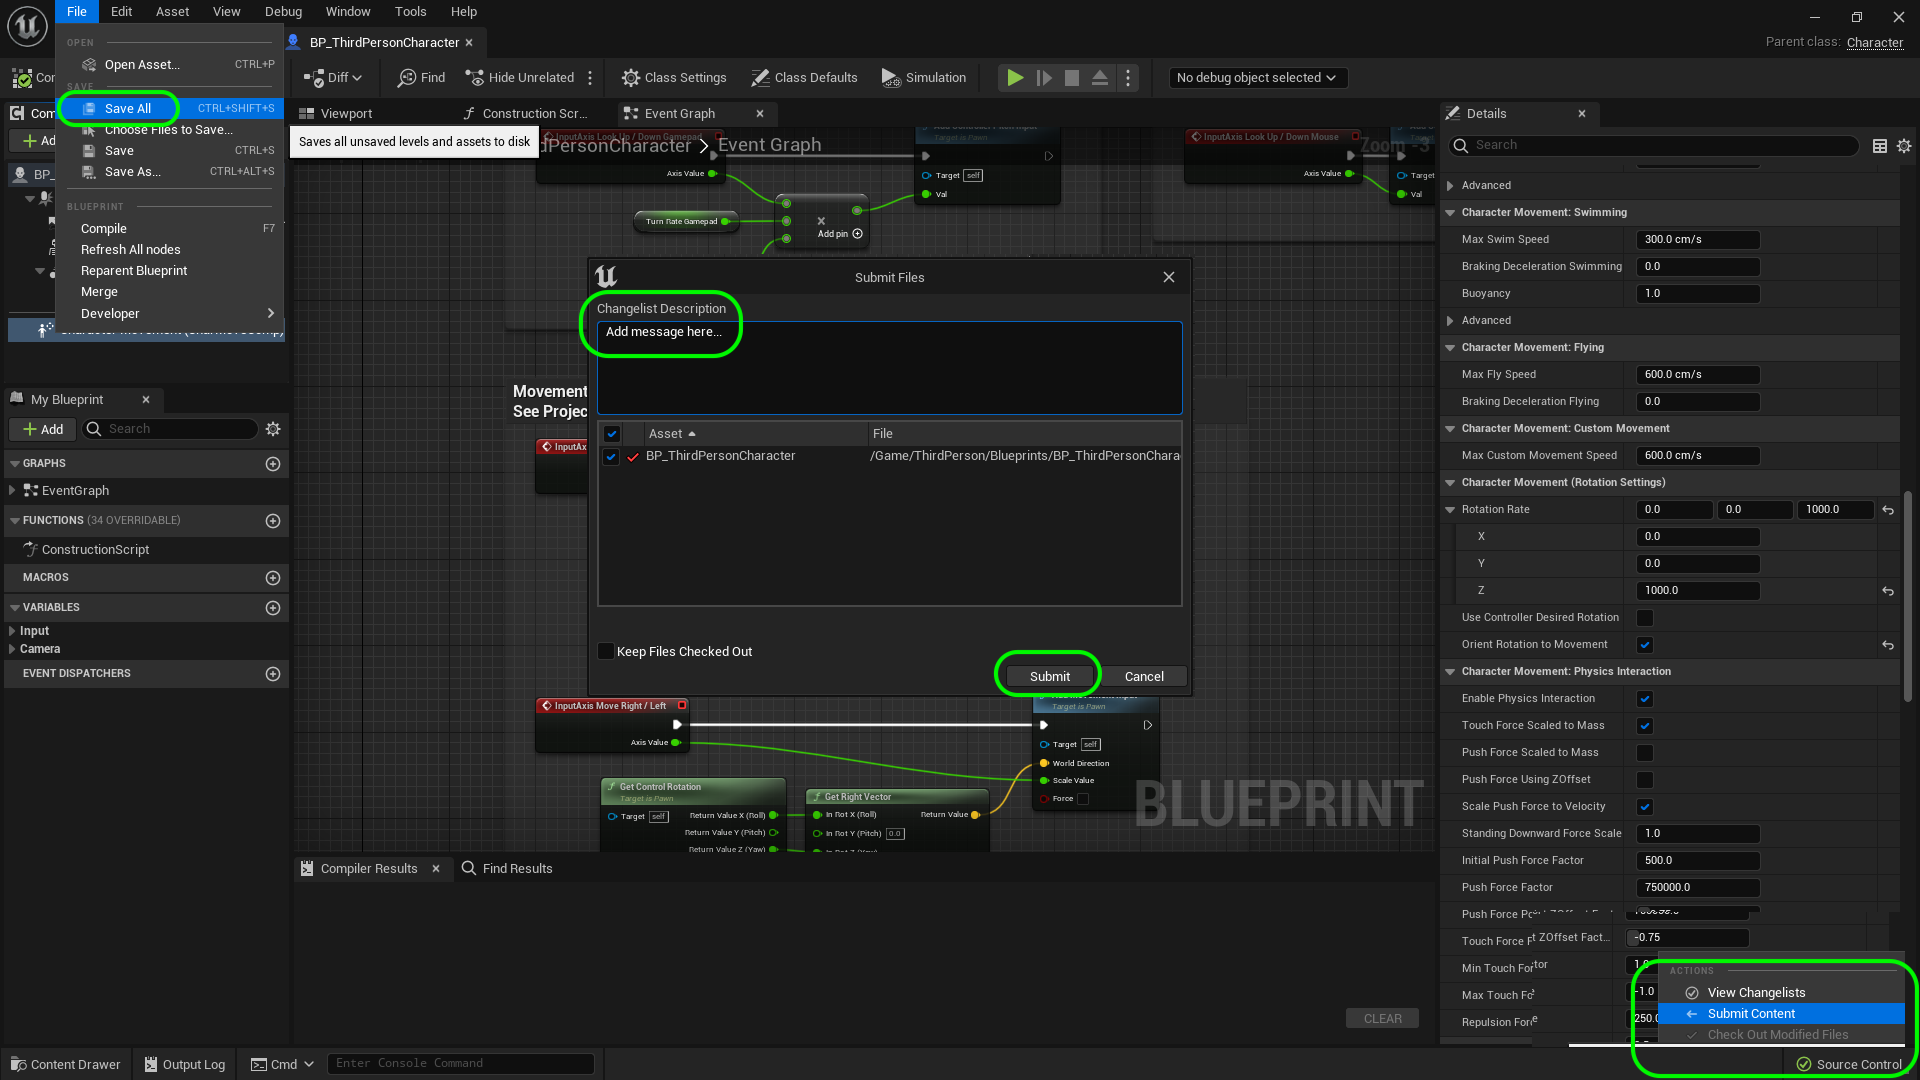 File Edit Asset View Debug Window Tools Help
BP_ThirdPersonCharacter
Parent class: Character
OPEN
Open Asset... CTRL+P
SAVE
Save All CTRL+SHIFT+S
Choose Files to Save...
Save CTRL+S
Save As... CTRL+ALT+S
BLUEPRINT
Compile F7
Refresh All nodes
Reparent Blueprint
Merge
Developer
Saves all unsaved levels and assets to disk
Diff Find Hide Unrelated Class Settings Class Defaults Simulation No debug object selected
Viewport Construction Scr... Event Graph
dPersonCharacter > Event Graph
Zoom -3
InputAxis Look Up / Down Gamepad
Axis Value
Target is Pawn
Target self
Val
Turn Rate Gamepad
Add pin
InputAxis Look Up / Down Mouse
Axis Value
Target
Val
Movement
See Projec
InputAxis
Submit Files
Changelist Description
Add message here...
Asset File
BP_ThirdPersonCharacter /Game/ThirdPerson/Blueprints/BP_ThirdPersonChara
Keep Files Checked Out
Submit Cancel
InputAxis Move Right / Left
Axis Value
Target is Pawn
Target self
World Direction
Scale Value
Force
Get Control Rotation
Target is Pawn
Target self
Return Value X (Roll)
Return Value Y (Pitch)
Return Value Z (Yaw)
Get Right Vector
In Rot X (Roll) Return Value
In Rot Y (Pitch) 0.0
BLUEPRINT
My Blueprint
Add Search
GRAPHS
EventGraph
FUNCTIONS (34 OVERRIDABLE)
ConstructionScript
MACROS
VARIABLES
Input
Camera
EVENT DISPATCHERS
Compiler Results Find Results
CLEAR
Details
Search
Advanced
Character Movement: Swimming
Max Swim Speed 300.0 cm/s
Braking Deceleration Swimming 0.0
Buoyancy 1.0
Advanced
Character Movement: Flying
Max Fly Speed 600.0 cm/s
Braking Deceleration Flying 0.0
Character Movement: Custom Movement
Max Custom Movement Speed 600.0 cm/s
Character Movement (Rotation Settings)
Rotation Rate 0.0 0.0 1000.0
X 0.0
Y 0.0
Z 1000.0
Use Controller Desired Rotation
Orient Rotation to Movement
Character Movement: Physics Interaction
Enable Physics Interaction
Touch Force Scaled to Mass
Push Force Scaled to Mass
Push Force Using ZOffset
Scale Push Force to Velocity
Standing Downward Force Scale 1.0
Initial Push Force Factor 500.0
Push Force Factor 750000.0
Push Force Po
Touch Force F t ZOffset Fact... -0.75
Min Touch For tor
Max Touch Fo -1.0
Repulsion Force 250.0
ACTIONS
View Changelists
Submit Content
Check Out Modified Files
Content Drawer Output Log Cmd Enter Console Command Source Control